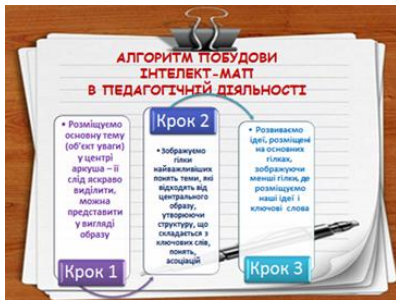 АЛГОРИТМ ПОБУДОВИ
ІНТЕЛЕКТ-МАП
В ПЕДАГОГІЧНІЙ ДІЯЛЬНОСТІ
• Розміщуємо
основну тему
(об'єкт уваги)
у центрі
аркуша – її
слід яскраво
виділити,
можна
представити
у вигляді
образу
Крок 1
Крок 2
• Зображуємо
гілки
найважливіших
понять теми, які
відходять від
центрального
образу,
утворюючи
структуру, що
складається з
ключових слів,
понять,
асоціацій
• Розвиваємо
ідеї, розміщені
на основних
гілках,
зображуючи
менші гілки, де
розміщуємо
наші ідеї і
ключові слова
Крок 3